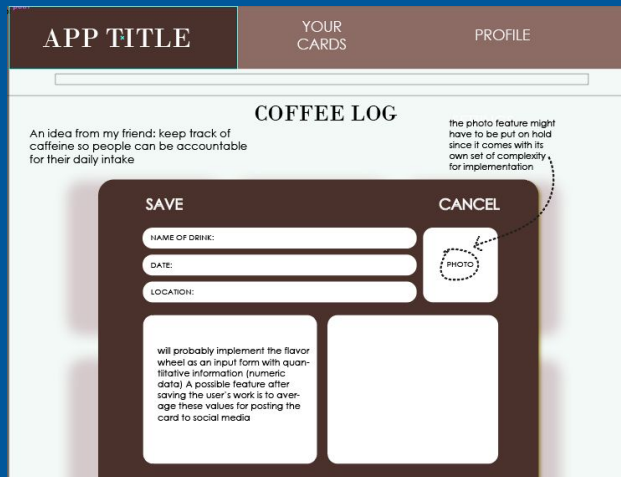 APP TITLE
YOUR
CARDS
PROFILE
COFFEE LOG
An idea from my friend: keep track of
caffeine so people can be accountable
for their daily intake
the photo feature might
have to be put on hold
since it comes with its
own set of complexity
for implementation
SAVE
CANCEL
NAME OF DRINK:
DATE:
LOCATION:
PHOTO
will probably implement the flavor
wheel as an input form with quan-
tiitative information (numeric
data) A possible feature after
saving the user's work is to aver-
age these values for posting the
card to social media